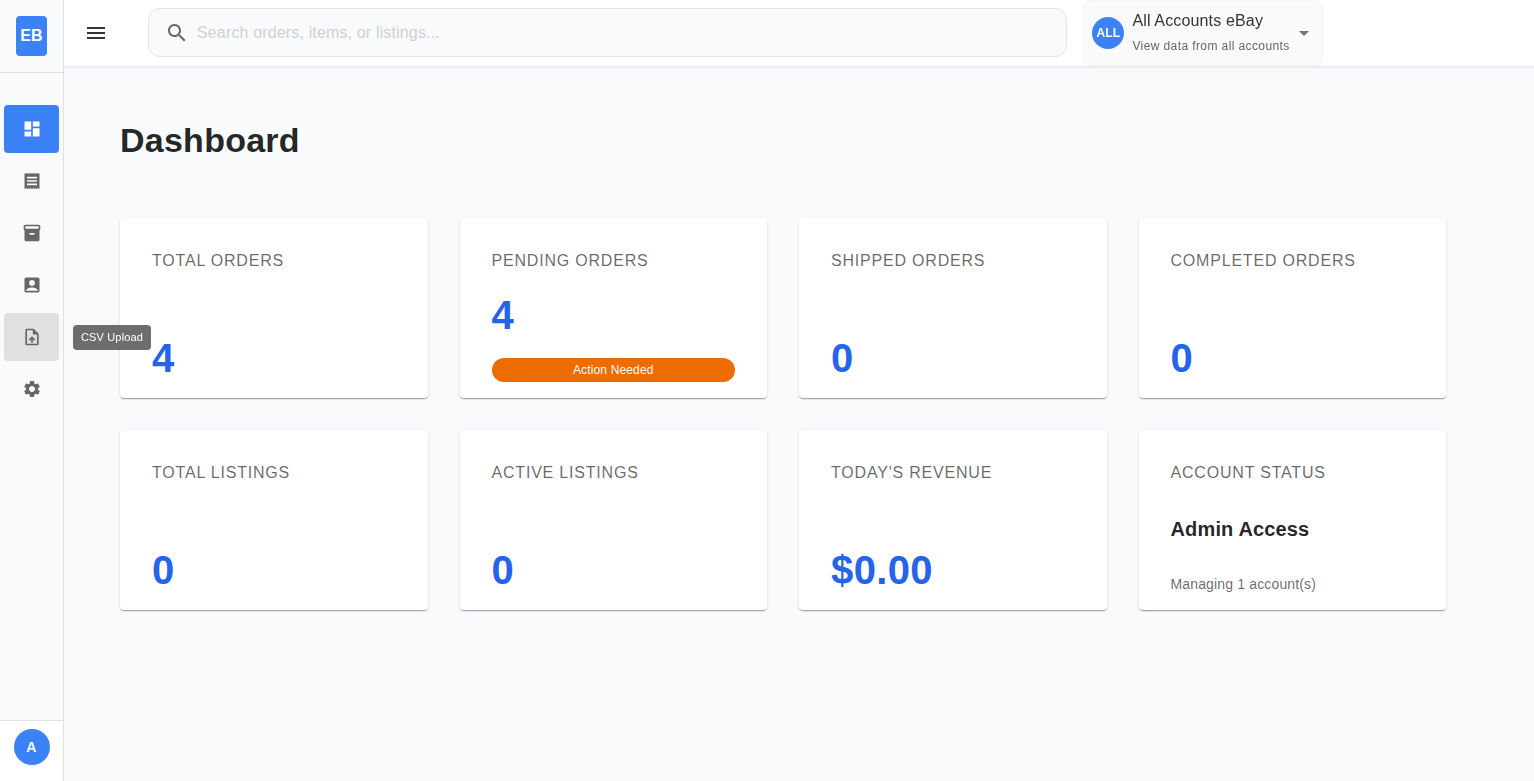 EB
Search orders, items, or listings...
ALL
All Accounts eBay
View data from all accounts
Dashboard
TOTAL ORDERS
4
PENDING ORDERS
4
Action Needed
SHIPPED ORDERS
0
COMPLETED ORDERS
0
CSV Upload
TOTAL LISTINGS
0
ACTIVE LISTINGS
0
TODAY'S REVENUE
$0.00
ACCOUNT STATUS
Admin Access
Managing 1 account(s)
A